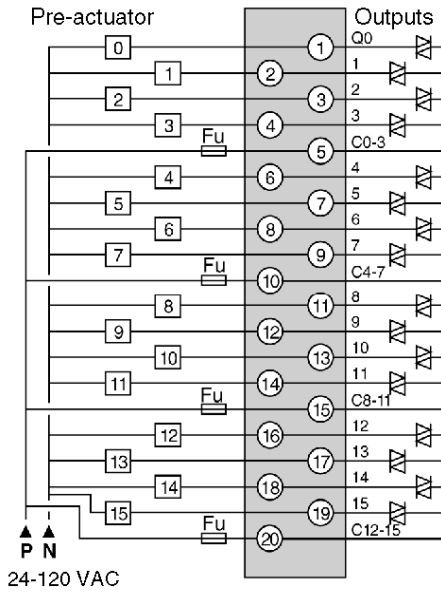 Pre-actuator Outputs
0 1 Q0
1 2 1
2 3 2
3 4 3
Fu 5 C0-3
4 6 4
5 7 5
6 8 6
7 9 7
Fu 10 C4-7
8 11 8
9 12 9
10 13 10
11 14 11
Fu 15 C8-11
12 16 12
13 17 13
14 18 14
15 19 15
Fu 20 C12-15
P N
24-120 VAC